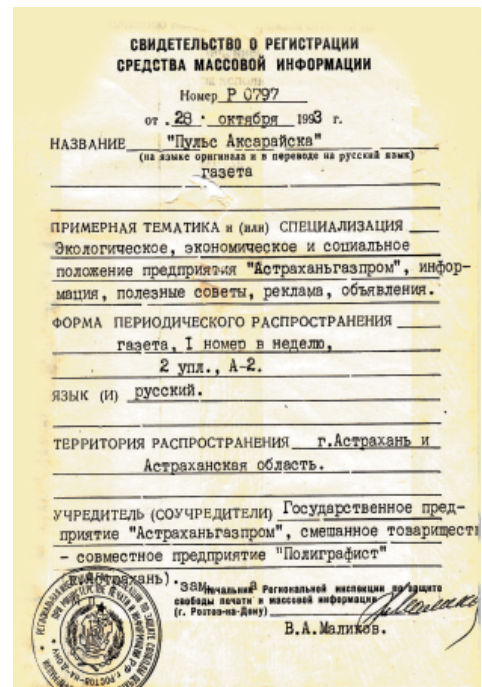 СВИДЕТЕЛЬСТВО О РЕГИСТРАЦИИ
СРЕДСТВА МАССОВОЙ ИНФОРМАЦИИ
Номер Р 0797
от 28 октября 1993 г.
НАЗВАНИЕ "Пульс Аксарайска"
(на языке оригинала и в переводе на русский язык)
газета
ПРИМЕРНАЯ ТЕМАТИКА и (или) СПЕЦИАЛИЗАЦИЯ
Экологическое, экономическое и социальное
положение предприятия "Астраханьгазпром", инфор-
мация, полезные советы, реклама, объявления.
ФОРМА ПЕРИОДИЧЕСКОГО РАСПРОСТРАНЕНИЯ
газета, I номер в неделю,
2 упл., А-2.
ЯЗЫК (И) русский.
ТЕРРИТОРИЯ РАСПРОСТРАНЕНИЯ г.Астрахань и
Астраханская область.
УЧРЕДИТЕЛЬ (СОУЧРЕДИТЕЛИ) Государственное пред-
приятие "Астраханьгазпром", смешанное товарищест
- совместное предприятие "Полиграфист"
г.Астрахань).
зам. Начальника Региональной инспекции по защите
свободы печати и массовой информации
(г. Ростов-на-Дону)
В.А.Маликов.